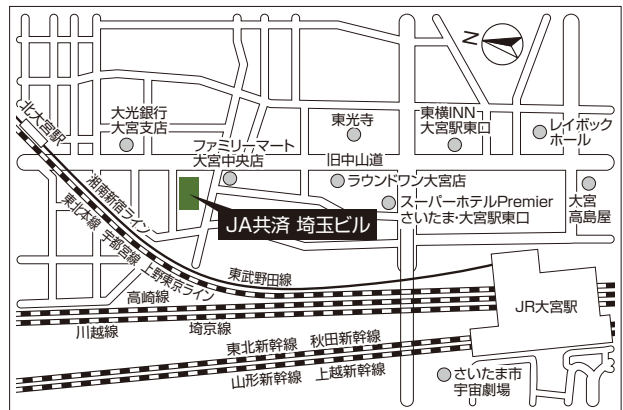 N
北大宮駅
大光銀行
大宮支店
ファミリーマート
大宮中央店
東光寺
旧中山道
東横INN
大宮駅東口
レイボック
ホール
ラウンドワン大宮店
スーパーホテルPremier
さいたま・大宮駅東口
大宮
高島屋
JA共済 埼玉ビル
湘南新宿ライン
東北本線 宇都宮線 上野東京ライン
東武野田線
高崎線
川越線
埼京線
JR大宮駅
東北新幹線 秋田新幹線
山形新幹線 上越新幹線
さいたま市
宇宙劇場